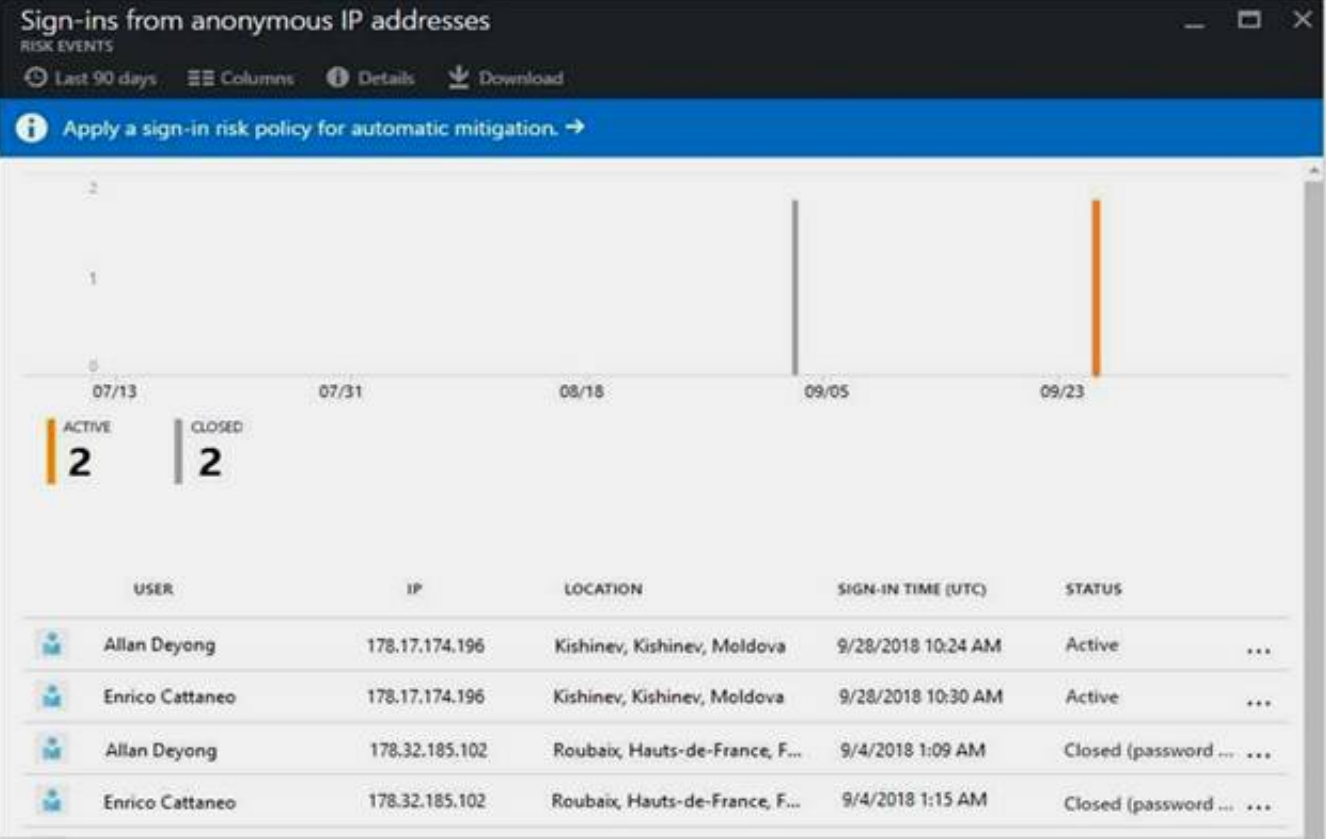 Sign-ins from anonymous IP addresses
RISK EVENTS
Last 90 days Columns Details Download
Apply a sign-in risk policy for automatic mitigation. →
2
1
0
07/13 07/31 08/18 09/05 09/23
ACTIVE CLOSED
2 2
USER IP LOCATION SIGN-IN TIME (UTC) STATUS
Allan Deyong 178.17.174.196 Kishinev, Kishinev, Moldova 9/28/2018 10:24 AM Active ...
Enrico Cattaneo 178.17.174.196 Kishinev, Kishinev, Moldova 9/28/2018 10:30 AM Active ...
Allan Deyong 178.32.185.102 Roubaix, Hauts-de-France, F... 9/4/2018 1:09 AM Closed (password ... ...
Enrico Cattaneo 178.32.185.102 Roubaix, Hauts-de-France, F... 9/4/2018 1:15 AM Closed (password ... ...